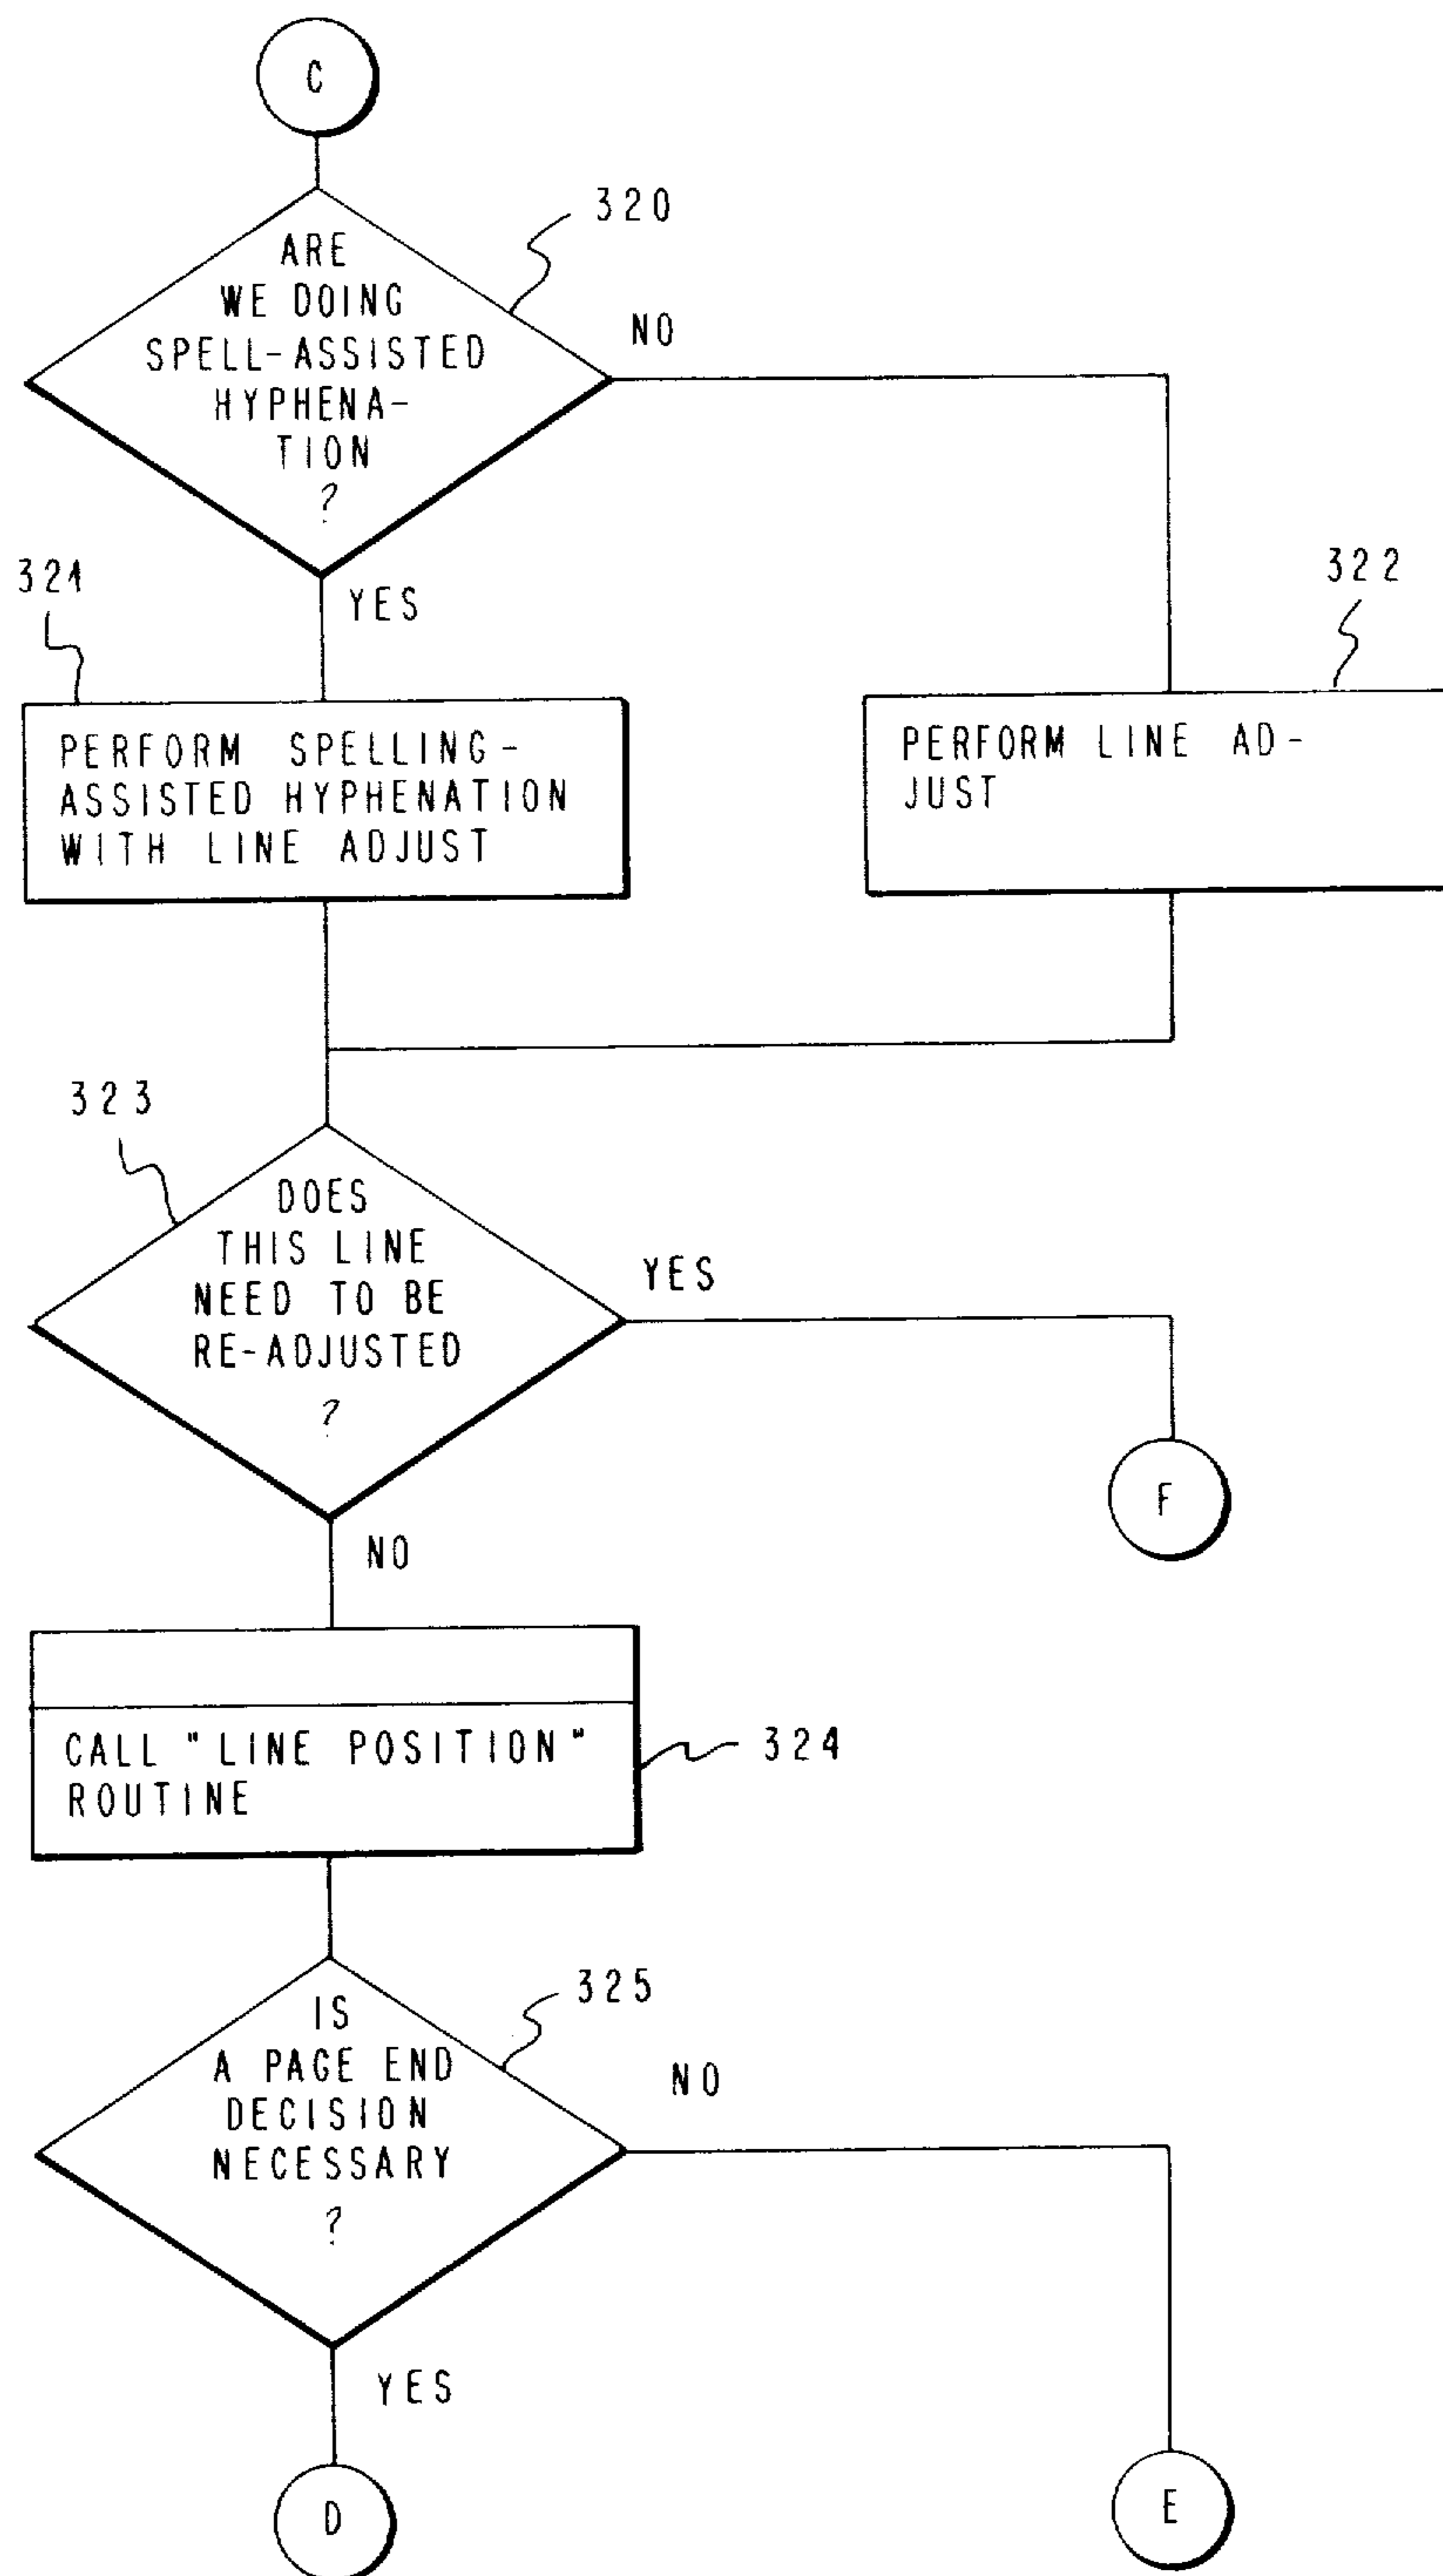 C
320
ARE
WE DOING
SPELL-ASSISTED
HYPHENA-
TION
?
NO
YES
321
PERFORM SPELLING-
ASSISTED HYPHENATION
WITH LINE ADJUST
322
PERFORM LINE AD-
JUST
323
DOES
THIS LINE
NEED TO BE
RE-ADJUSTED
?
YES
F
NO
CALL "LINE POSITION"
ROUTINE
324
325
IS
A PAGE END
DECISION
NECESSARY
?
NO
YES
D
E